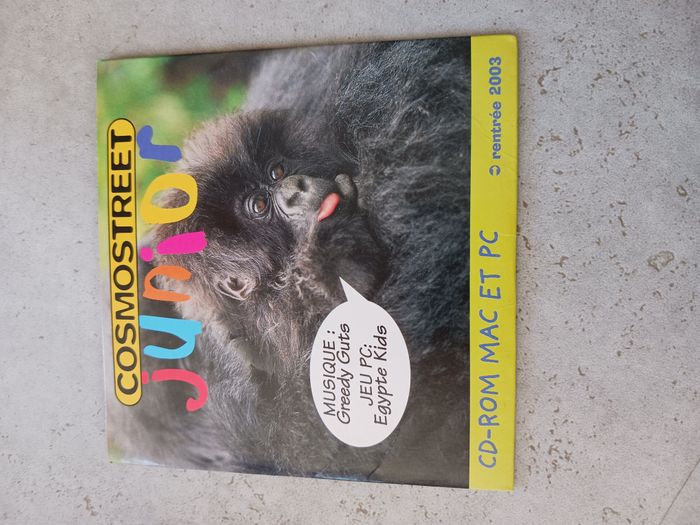 COSMOSTREET
junior
MUSIQUE :
Greedy Guts
JEU PC:
Egypte Kids
CD-ROM MAC ET PC
rentrée 2003